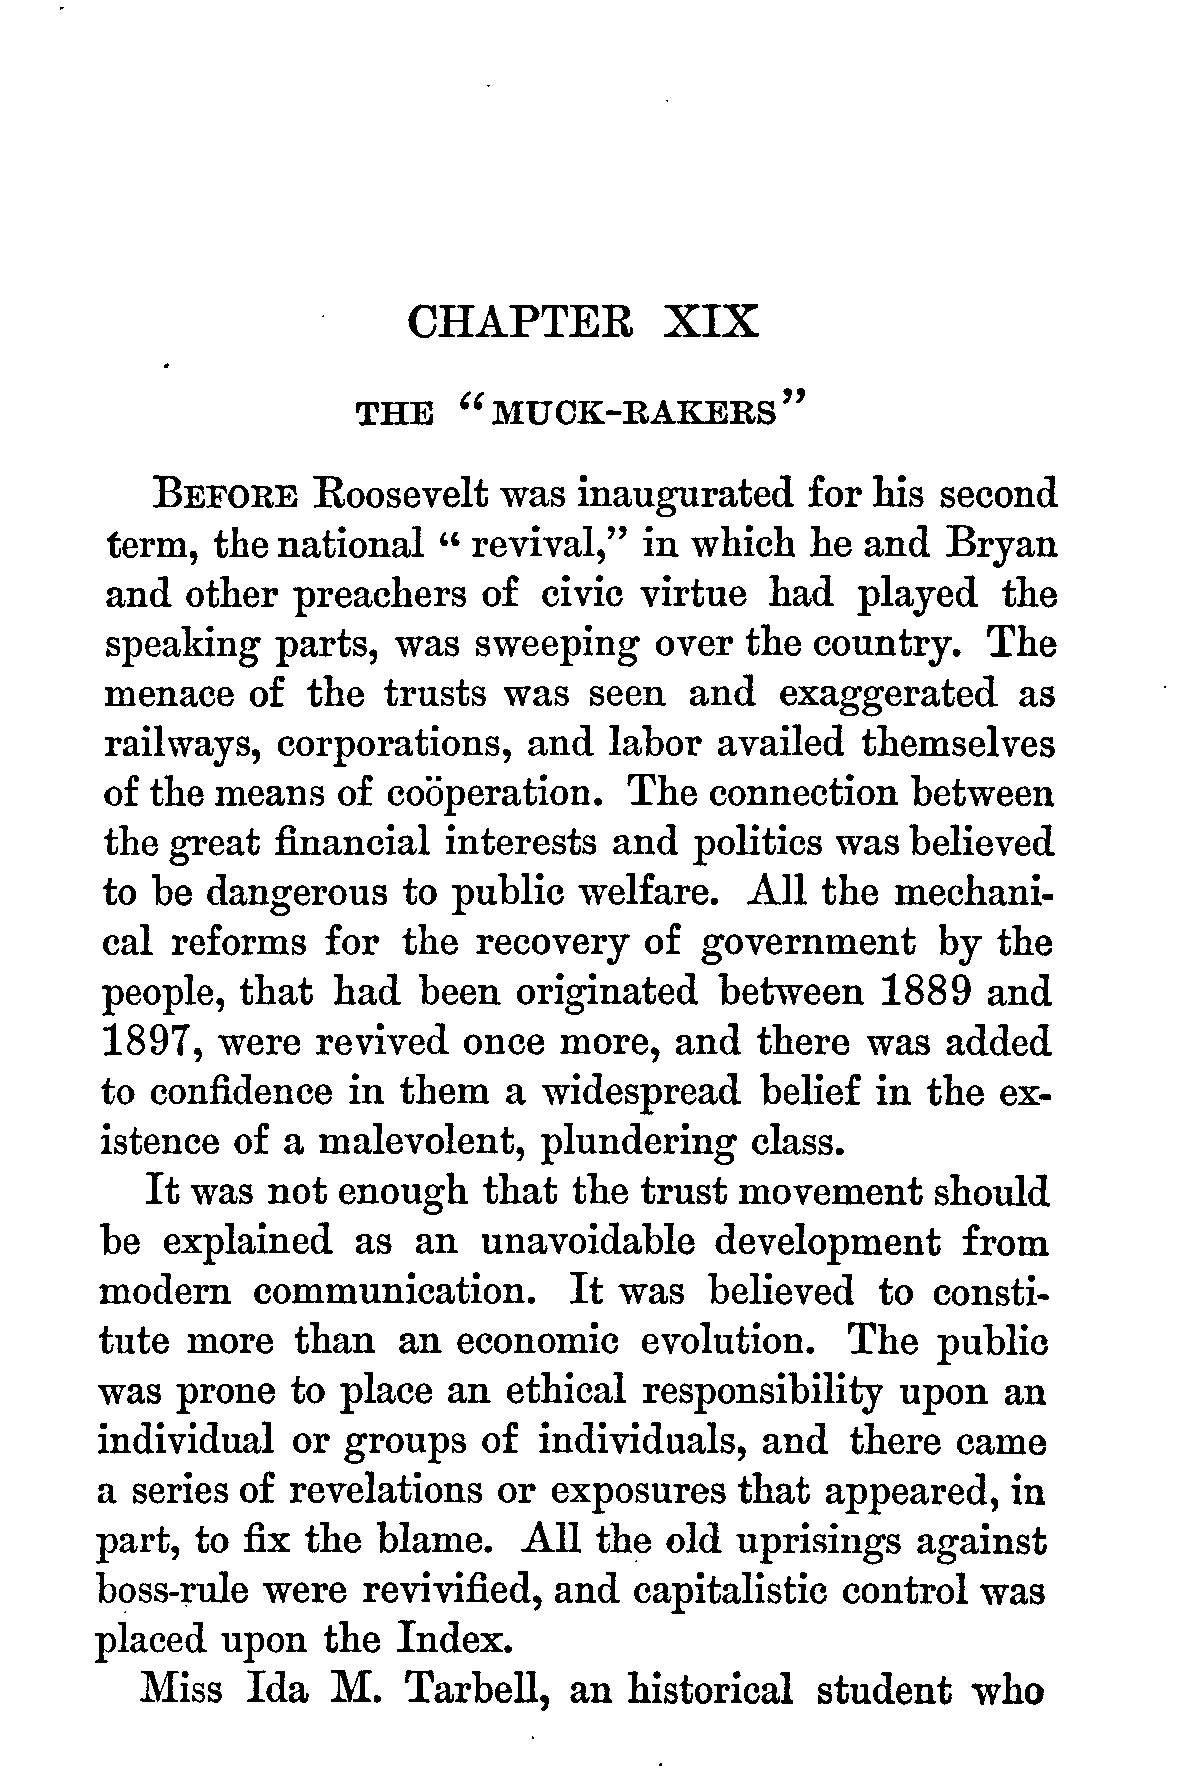 CHAPTER XIX
THE “MUCK-RAKERS”
BEFORE Roosevelt was inaugurated for his second
term, the national “ revival,” in which he and Bryan
and other preachers of civic virtue had played the
speaking parts, was sweeping over the country. The
menace of the trusts was seen and exaggerated as
railways, corporations, and labor availed themselves
of the means of coöperation. The connection between
the great financial interests and politics was believed
to be dangerous to public welfare. All the mechani-
cal reforms for the recovery of government by the
people, that had been originated between 1889 and
1897, were revived once more, and there was added
to confidence in them a widespread belief in the ex-
istence of a malevolent, plundering class.
It was not enough that the trust movement should
be explained as an unavoidable development from
modern communication. It was believed to consti-
tute more than an economic evolution. The public
was prone to place an ethical responsibility upon an
individual or groups of individuals, and there came
a series of revelations or exposures that appeared, in
part, to fix the blame. All the old uprisings against
boss-rule were revivified, and capitalistic control was
placed upon the Index.
Miss Ida M. Tarbell, an historical student who